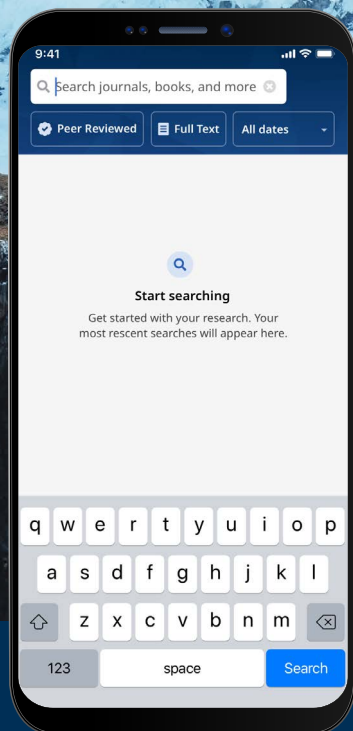 9:41
Search journals, books, and more
Peer Reviewed Full Text All dates
Start searching
Get started with your research. Your
most rescent searches will appear here.
q w e r t y u i o p
a s d f g h j k l
z x c v b n m
123 space Search